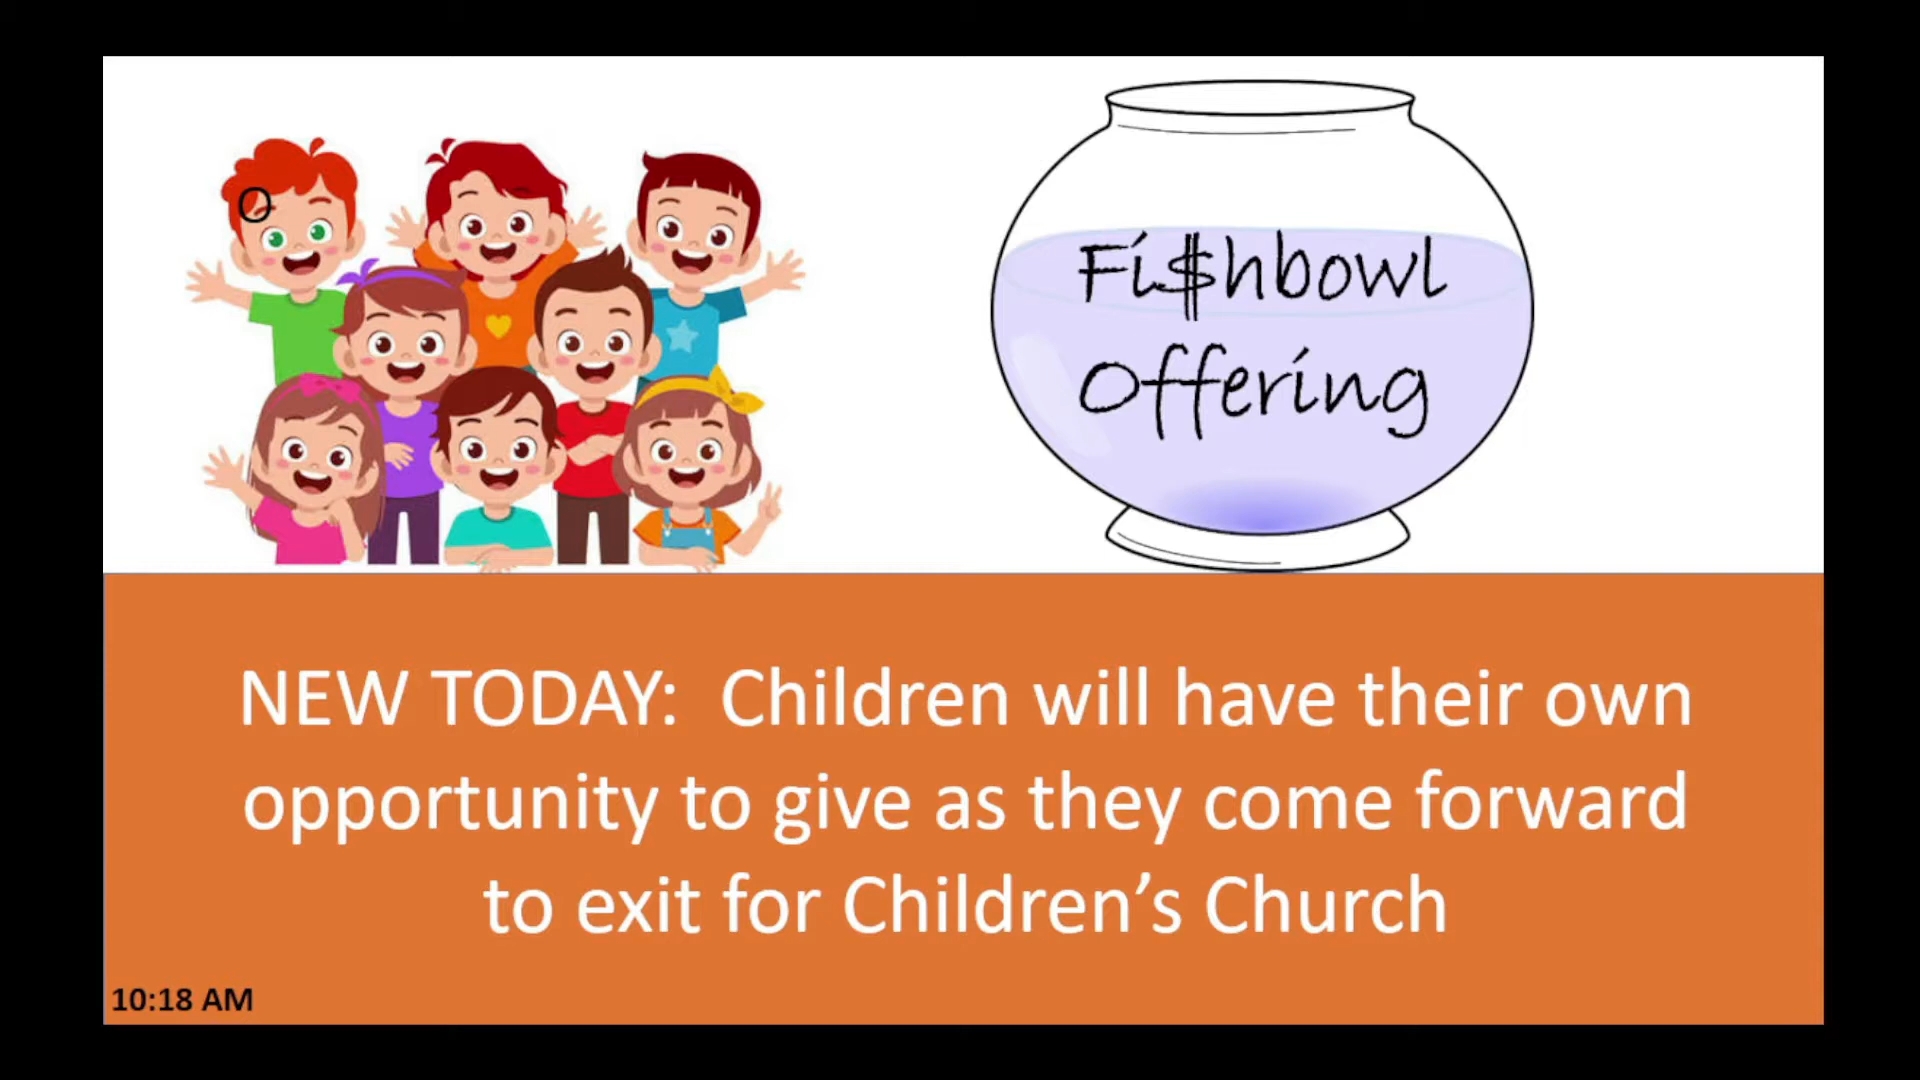 O
Fi$hbowl
Offering
NEW TODAY:  Children will have their own
opportunity to give as they come forward
to exit for Children’s Church
10:18 AM